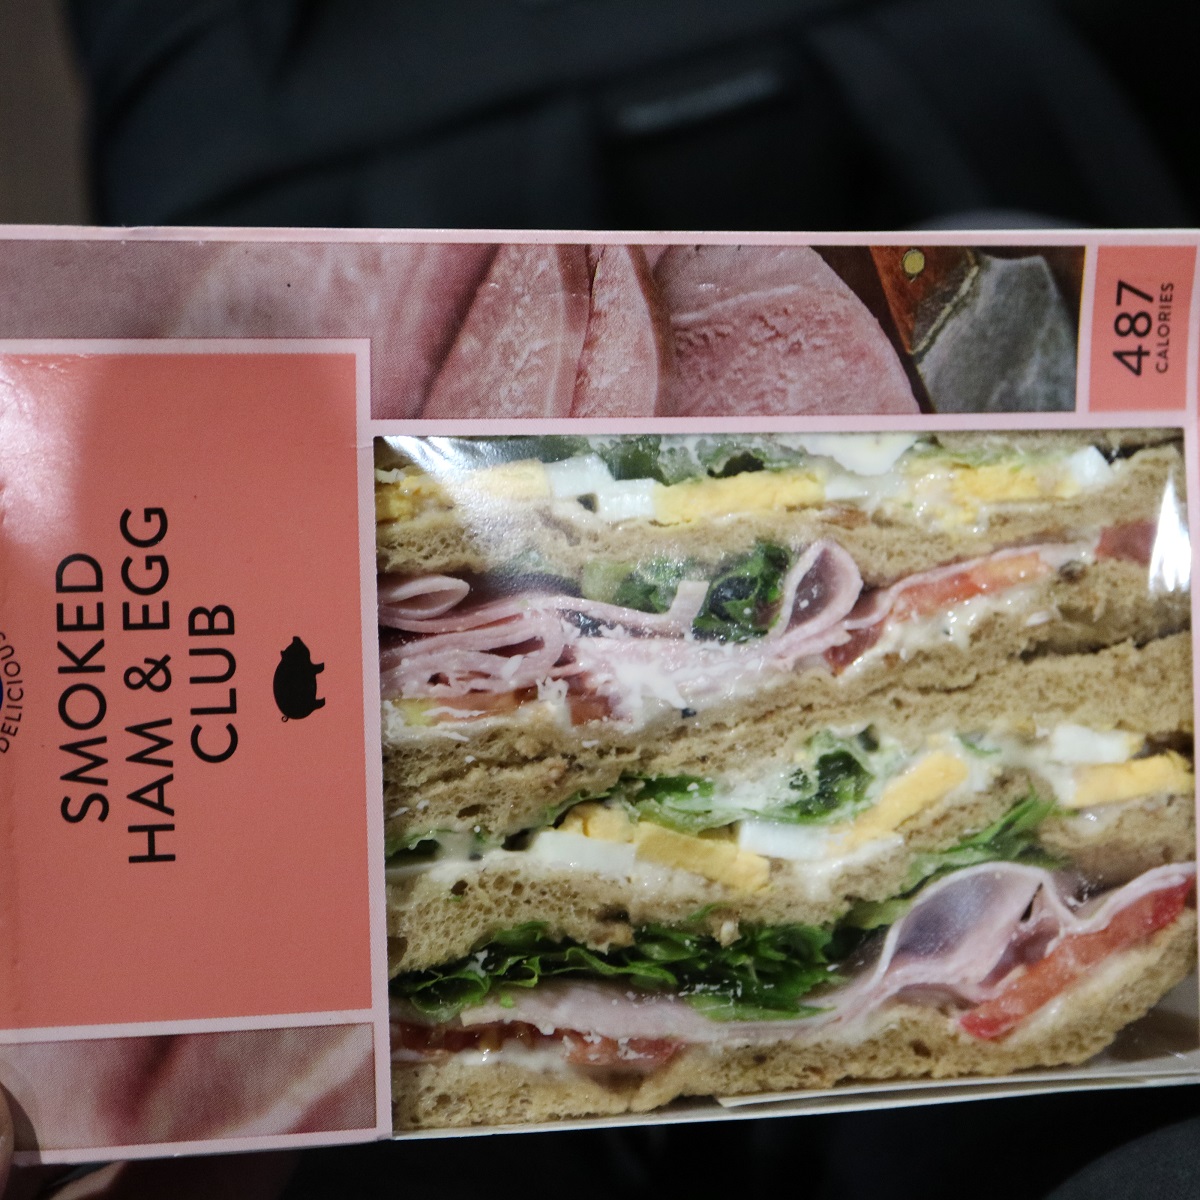 DELICIOUS
SMOKED
HAM & EGG
CLUB
487
CALORIES